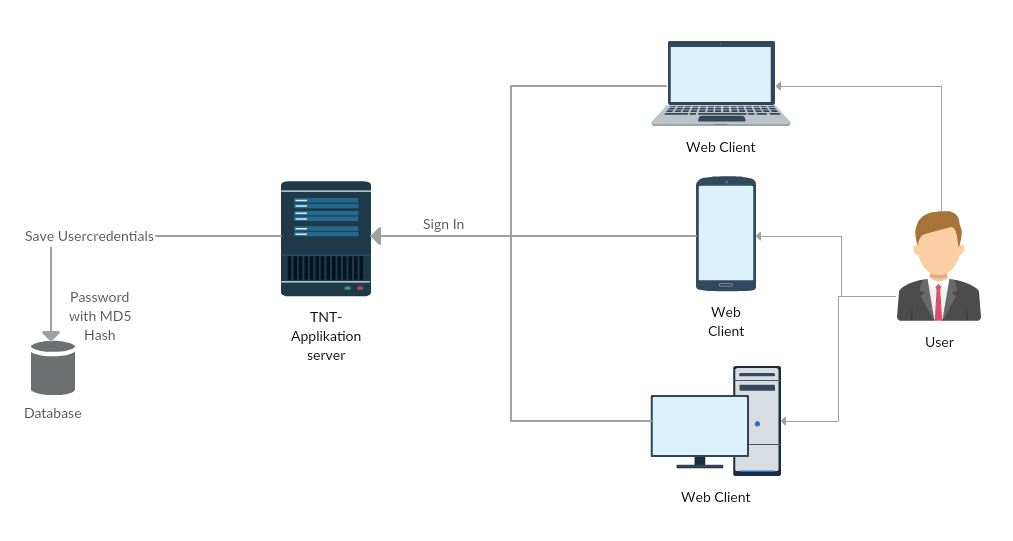 Web Client
Sign In
Save Usercredentials
Password
with MD5
Hash
TNT-
Applikation
server
Web
Client
User
Database
Web Client